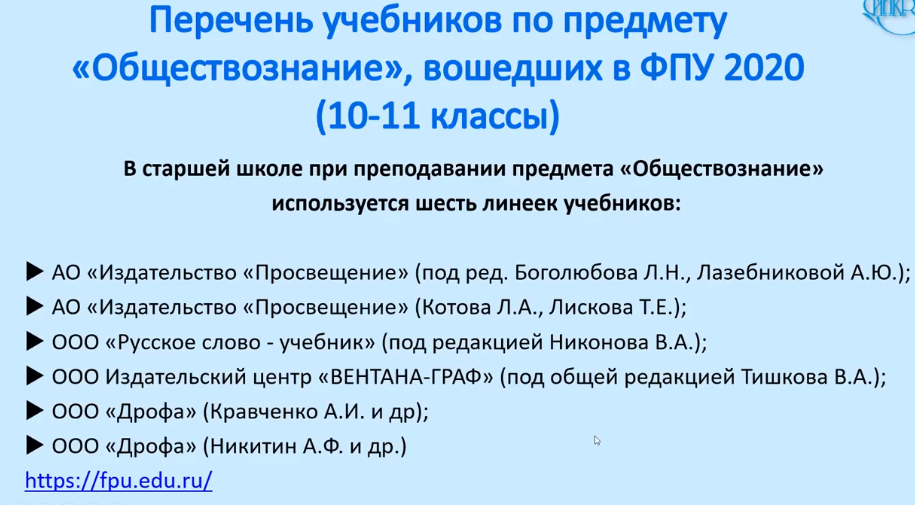 Перечень учебников по предмету
«Обществознание», вошедших в ФПУ 2020
(10-11 классы)
В старшей школе при преподавании предмета «Обществознание»
используется шесть линеек учебников:
▶ АО «Издательство «Просвещение» (под ред. Боголюбова Л.Н., Лазебниковой А.Ю.);
▶ АО «Издательство «Просвещение» (Котова Л.А., Лискова Т.Е.);
▶ ООО «Русское слово - учебник» (под редакцией Никонова В.А.);
▶ ООО Издательский центр «ВЕНТАНА-ГРАФ» (под общей редакцией Тишкова В.А.);
▶ ООО «Дрофа» (Кравченко А.И. и др);
▶ ООО «Дрофа» (Никитин А.Ф. и др.)
https://fpu.edu.ru/